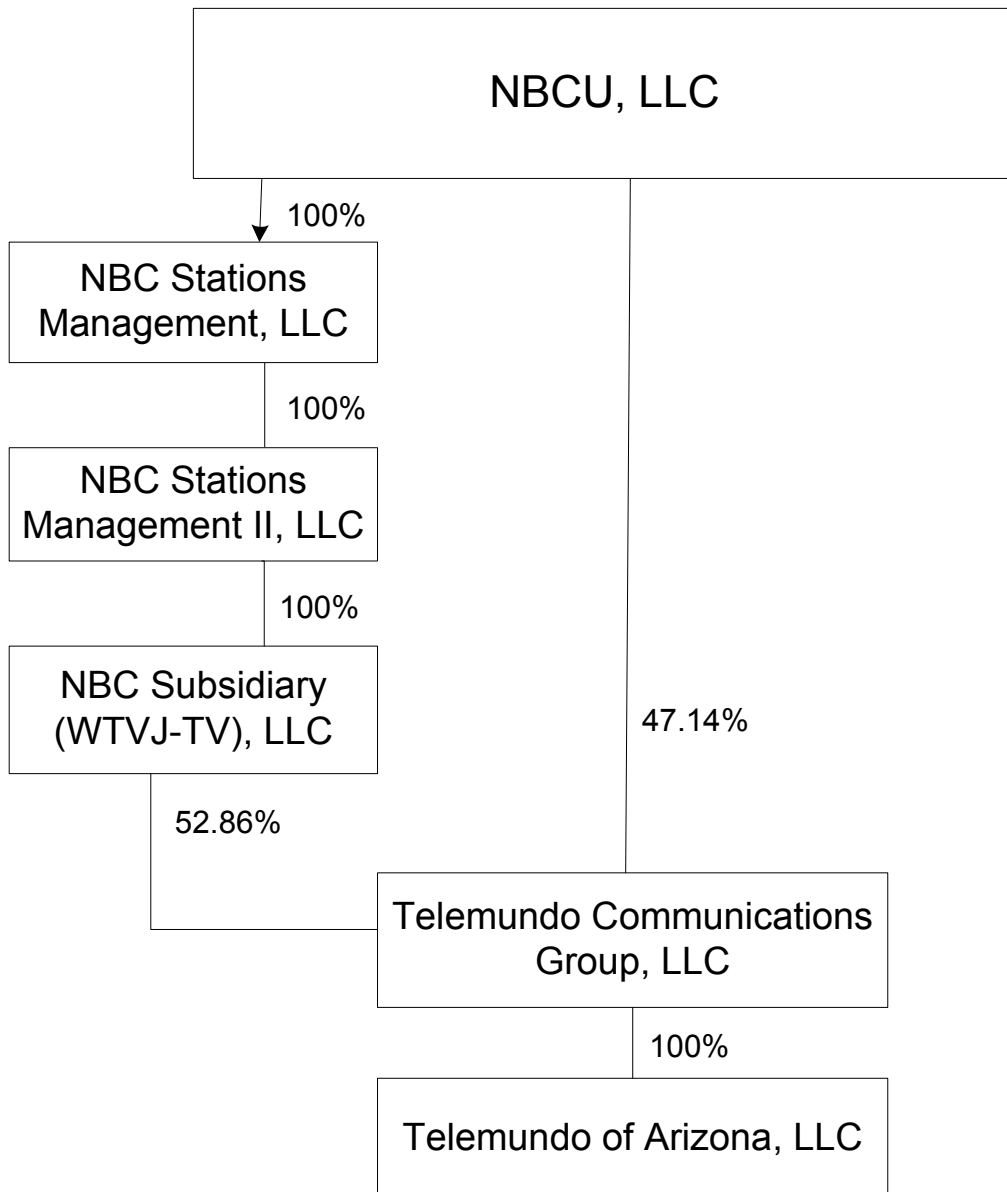 NBCU, LLC
100%
NBC Stations
Management, LLC
100%
NBC Stations
Management II, LLC
100%
NBC Subsidiary
(WTVJ-TV), LLC
47.14%
52.86%
Telemundo Communications
Group, LLC
100%
Telemundo of Arizona, LLC